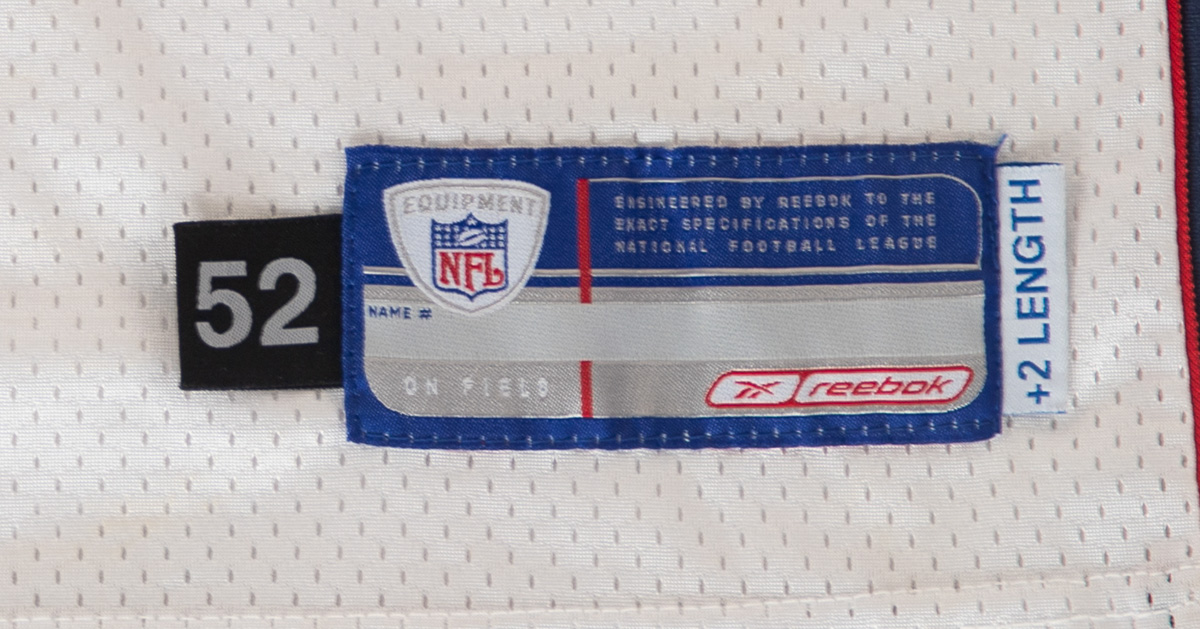 52
EQUIPMENT
NFL
ENGINEERED BY REEBOK TO THE
EXACT SPECIFICATIONS OF THE
NATIONAL FOOTBALL LEAGUE
NAME #
ON FIELD
reebok
+2 LENGTH